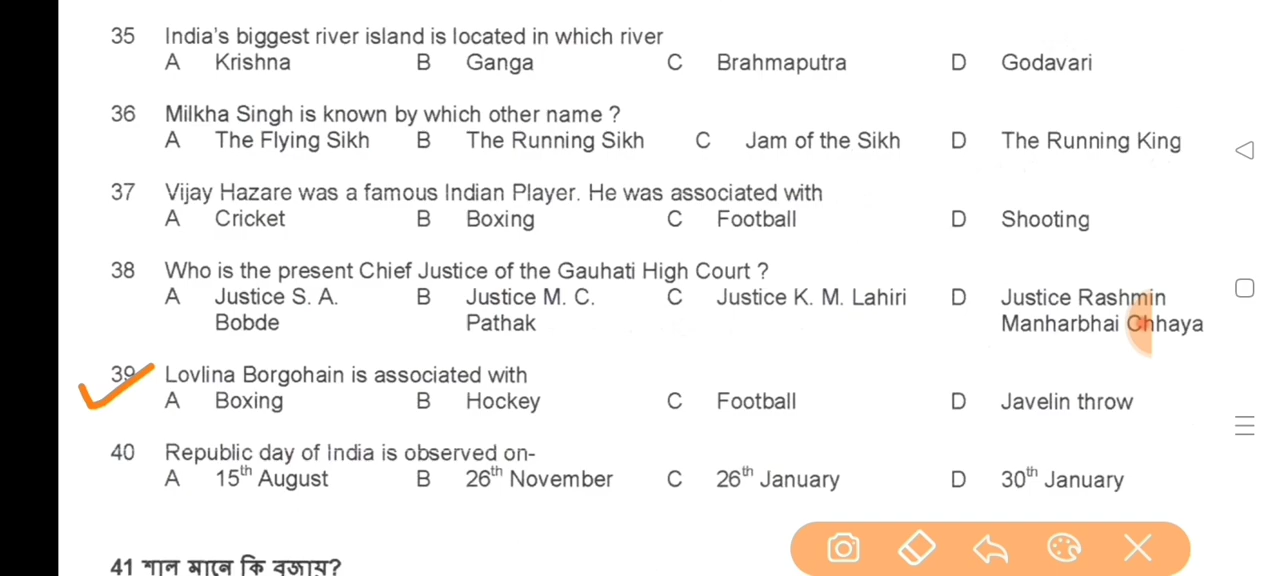 35 India's biggest river island is located in which river
A Krishna B Ganga C Brahmaputra D Godavari
36 Milkha Singh is known by which other name ?
A The Flying Sikh B The Running Sikh C Jam of the Sikh D The Running King
37 Vijay Hazare was a famous Indian Player. He was associated with
A Cricket B Boxing C Football D Shooting
38 Who is the present Chief Justice of the Gauhati High Court ?
A Justice S. A. B Justice M. C. C Justice K. M. Lahiri D Justice Rashmin
Bobde Pathak Manharbhai Chhaya
39 Lovlina Borgohain is associated with
A Boxing B Hockey C Football D Javelin throw
40 Republic day of India is observed on-
A 15th August B 26th November C 26th January D 30th January
41 শাল মানে কি বুজায়?